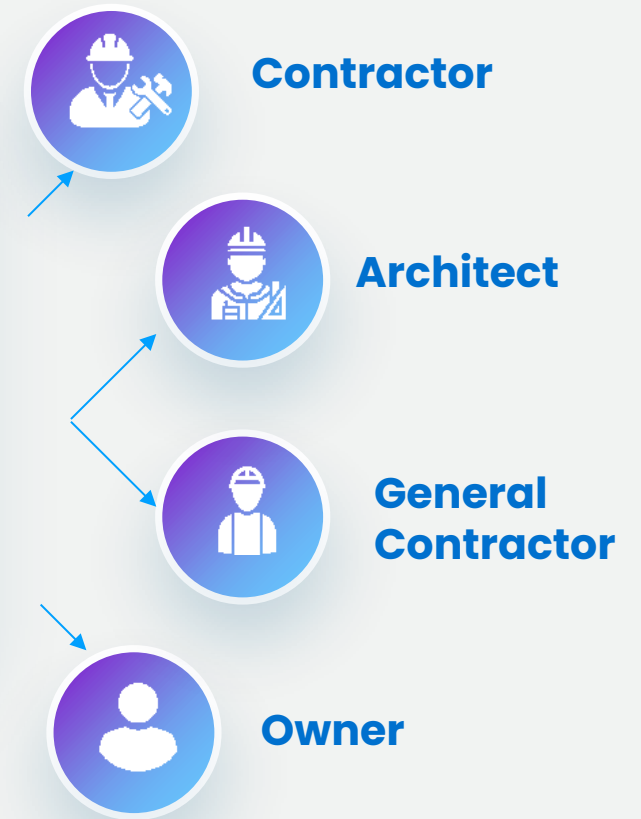 Contractor
Architect
General
Contractor
Owner